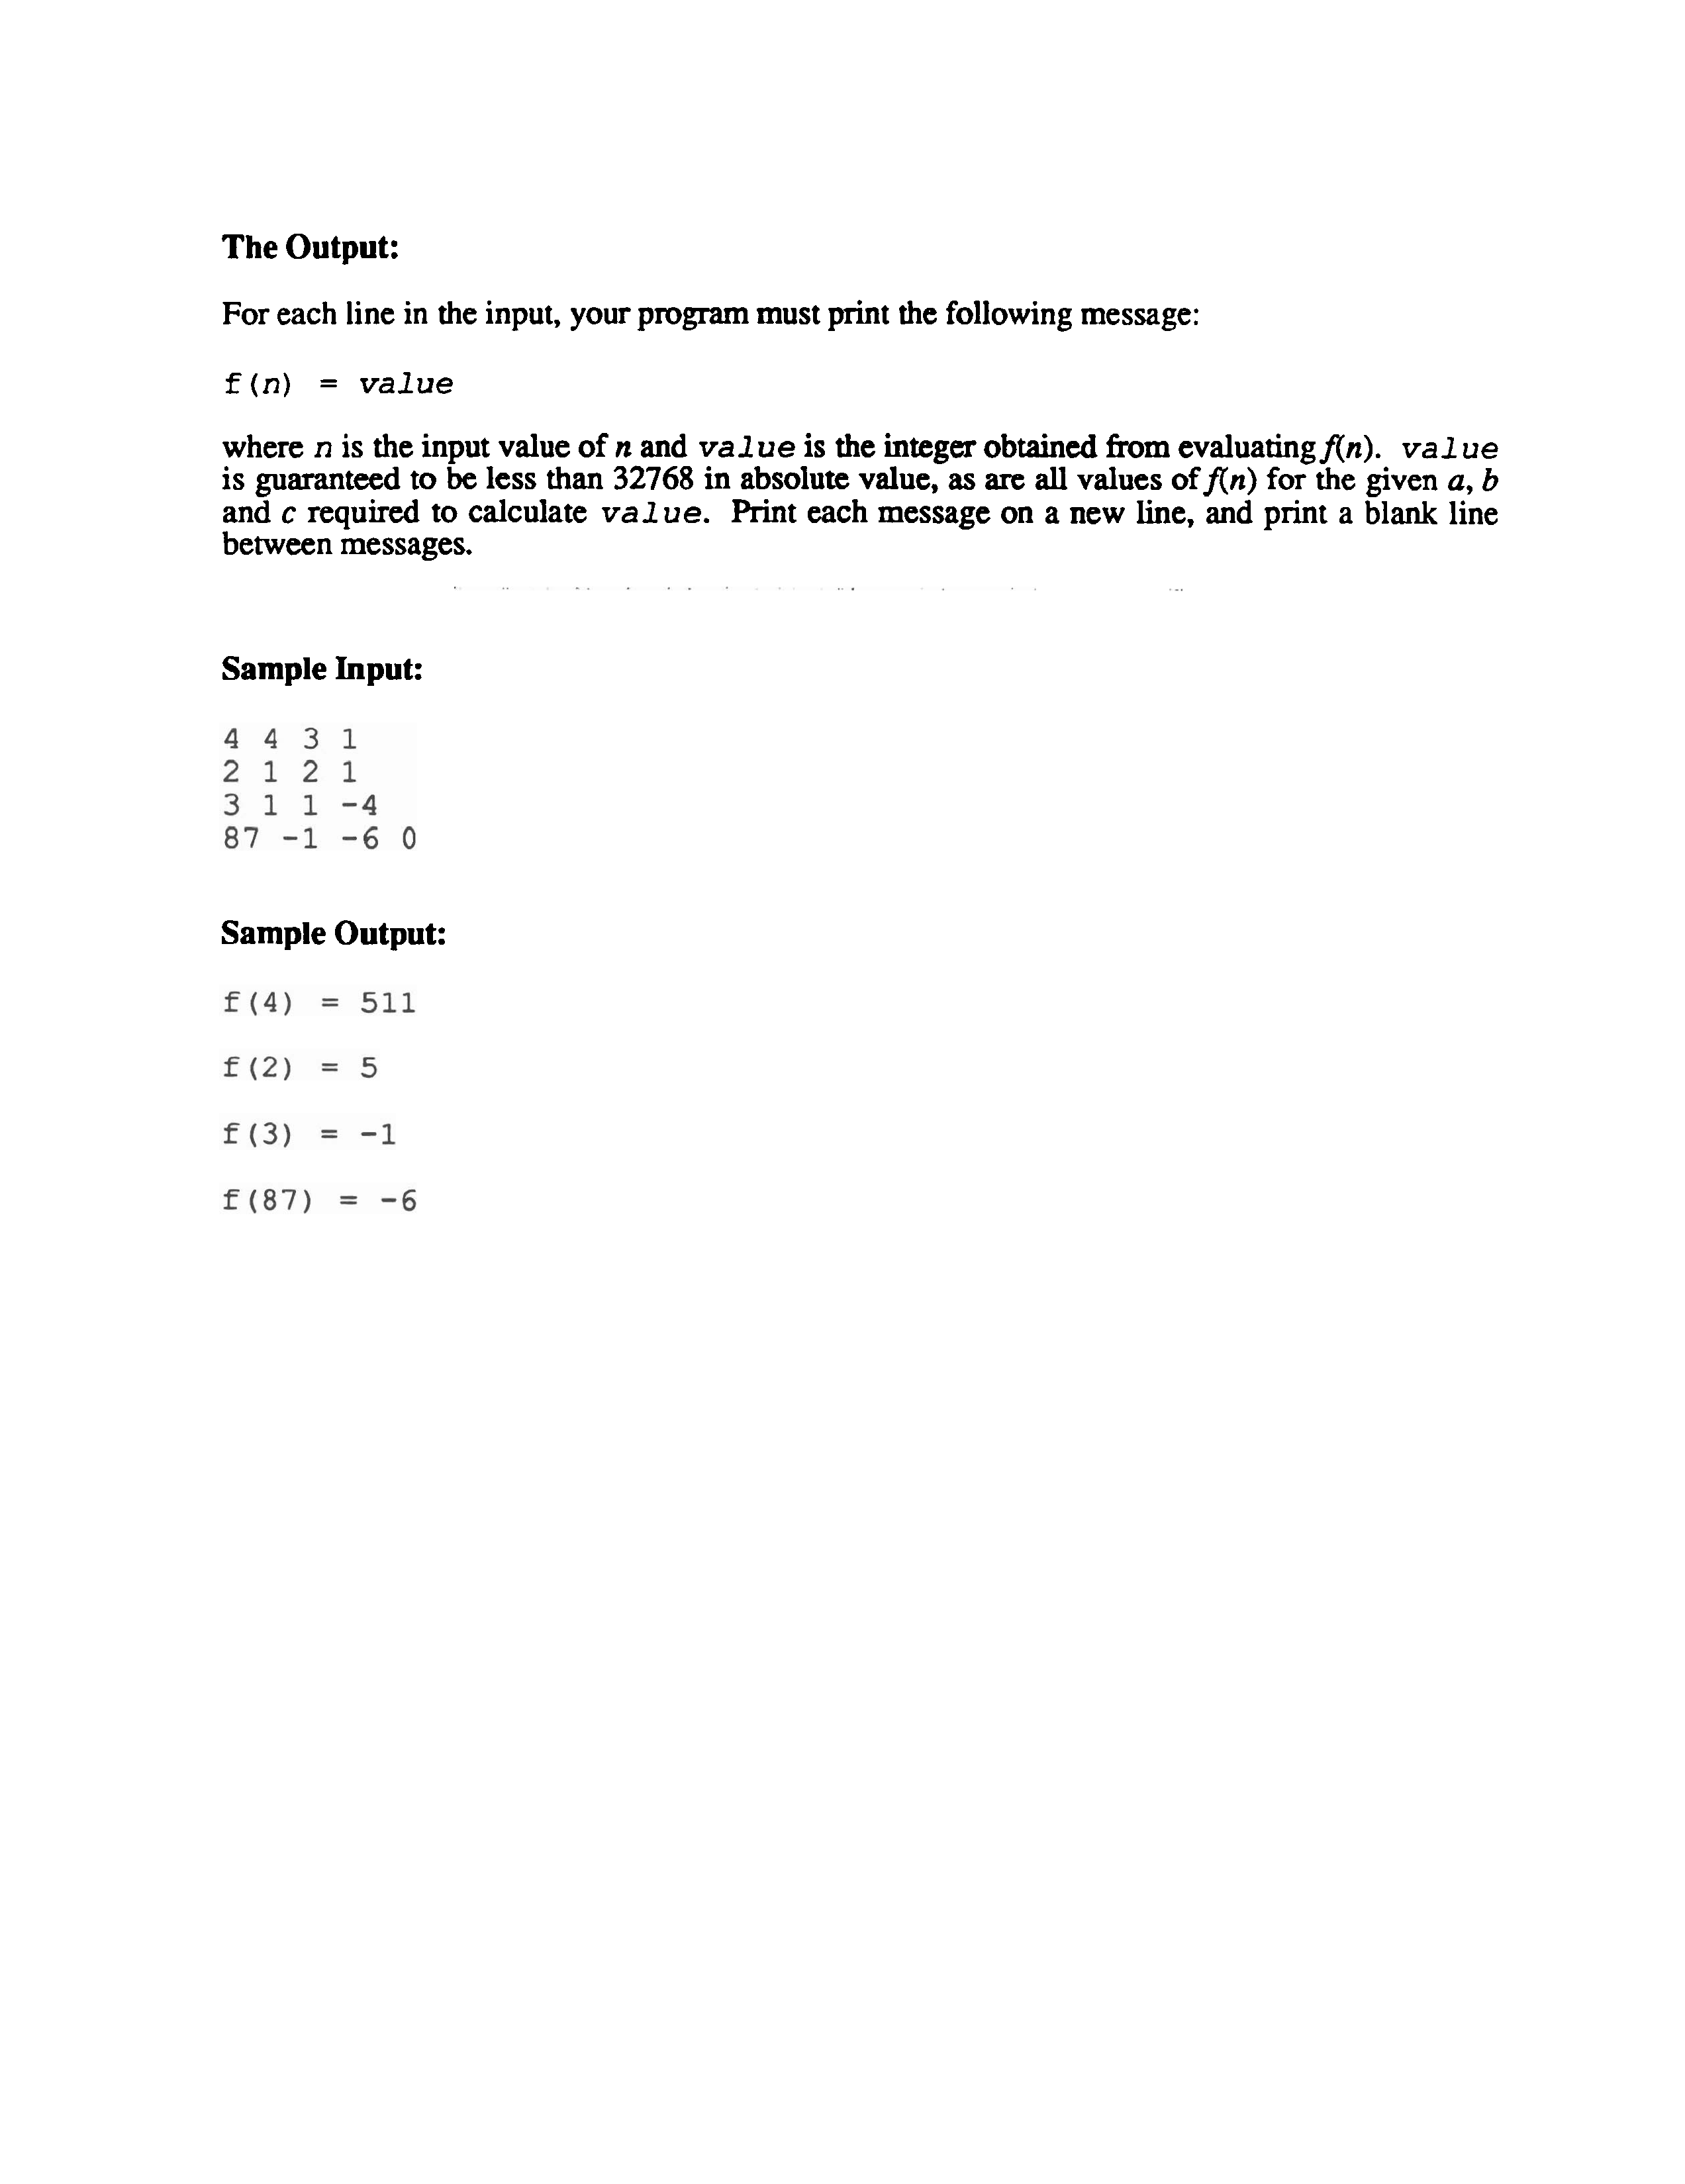 The Output:
For each line in the input, your program must print the following message:
f(n) = value
where n is the input value of n and value is the integer obtained from evaluating f(n). value
is guaranteed to be less than 32768 in absolute value, as are all values of f(n) for the given a, b
and c required to calculate value. Print each message on a new line, and print a blank line
between messages.
Sample Input:
4 4 3 1
2 1 2 1
3 1 1 -4
87 -1 -6 0
Sample Output:
f(4) = 511
f(2) = 5
f(3) = -1
f(87) = -6